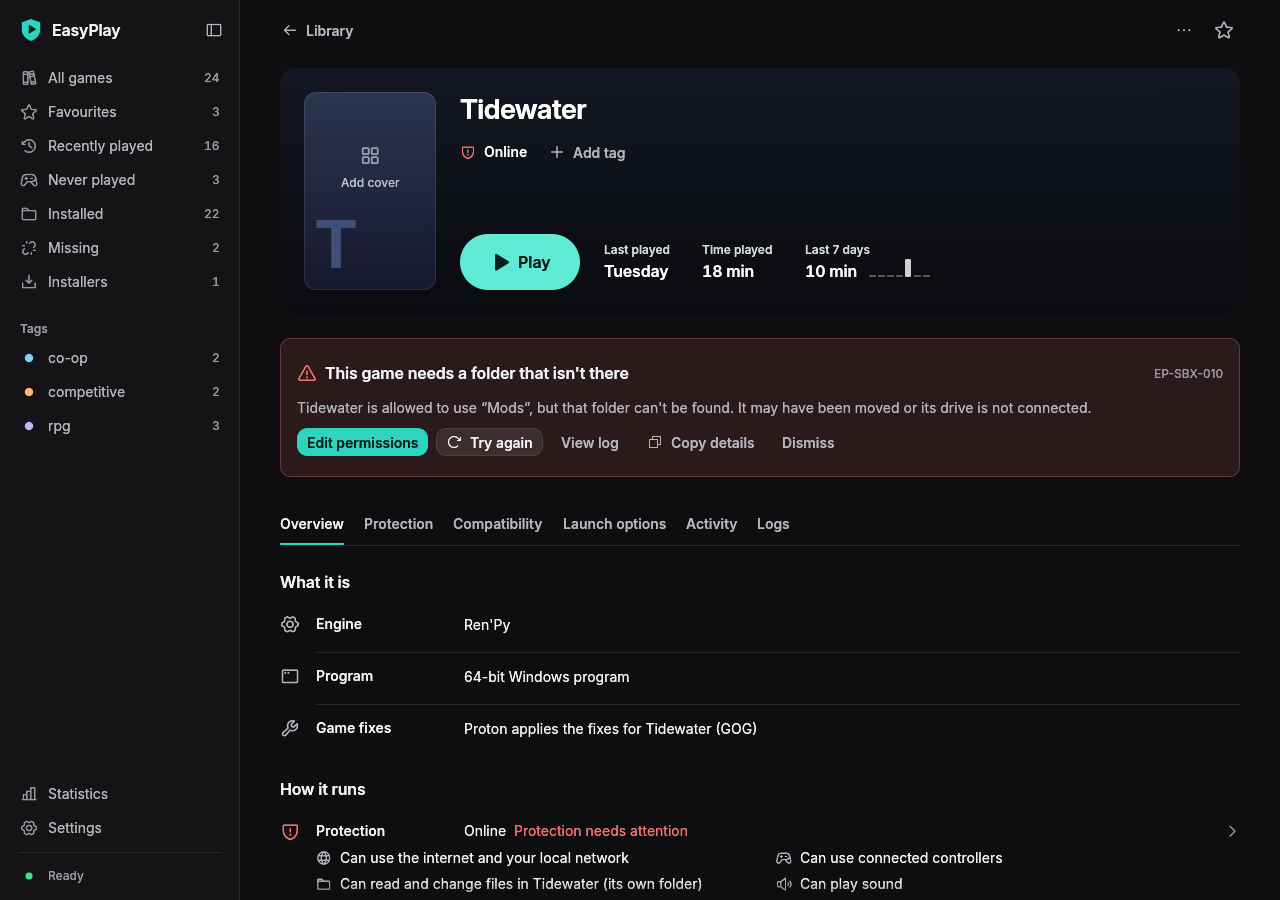 EasyPlay
All games 24
Favourites 3
Recently played 16
Never played 3
Installed 22
Missing 2
Installers 1
Tags
co-op 2
competitive 2
rpg 3
Statistics
Settings
Ready
Library
Add cover
T
Tidewater
Online Add tag
Play
Last played Time played Last 7 days
Tuesday 18 min 10 min
This game needs a folder that isn't there EP-SBX-010
Tidewater is allowed to use “Mods”, but that folder can't be found. It may have been moved or its drive is not connected.
Edit permissions Try again View log Copy details Dismiss
Overview Protection Compatibility Launch options Activity Logs
What it is
Engine Ren'Py
Program 64-bit Windows program
Game fixes Proton applies the fixes for Tidewater (GOG)
How it runs
Protection Online Protection needs attention
Can use the internet and your local network Can use connected controllers
Can read and change files in Tidewater (its own folder) Can play sound